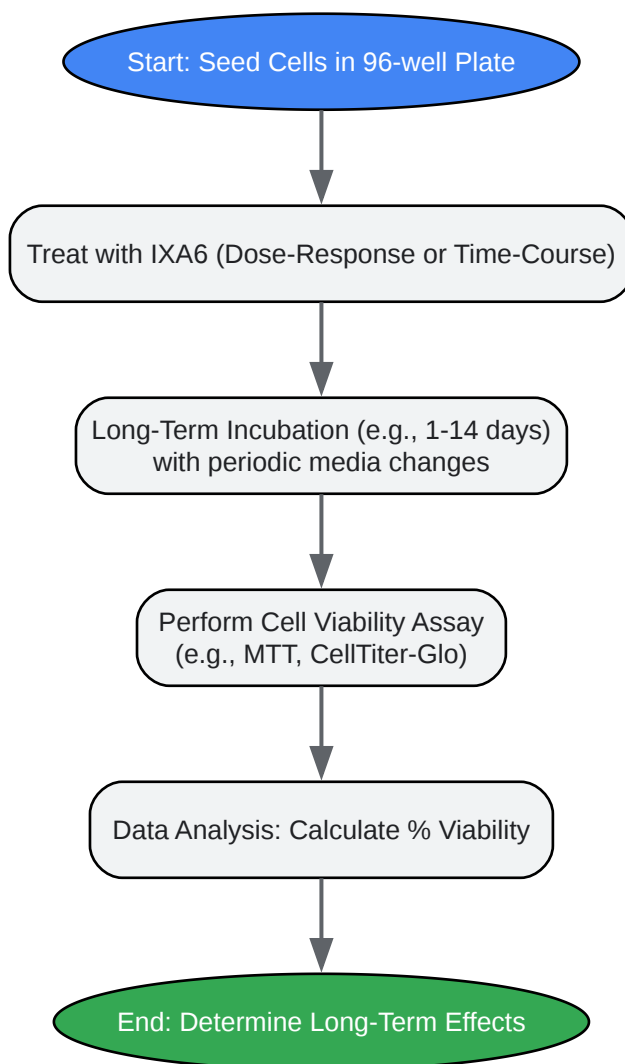 Start: Seed Cells in 96-well Plate
Treat with IXA6 (Dose-Response or Time-Course)
Long-Term Incubation (e.g., 1-14 days)
with periodic media changes
Perform Cell Viability Assay
(e.g., MTT, CellTiter-Glo)
Data Analysis: Calculate % Viability
End: Determine Long-Term Effects